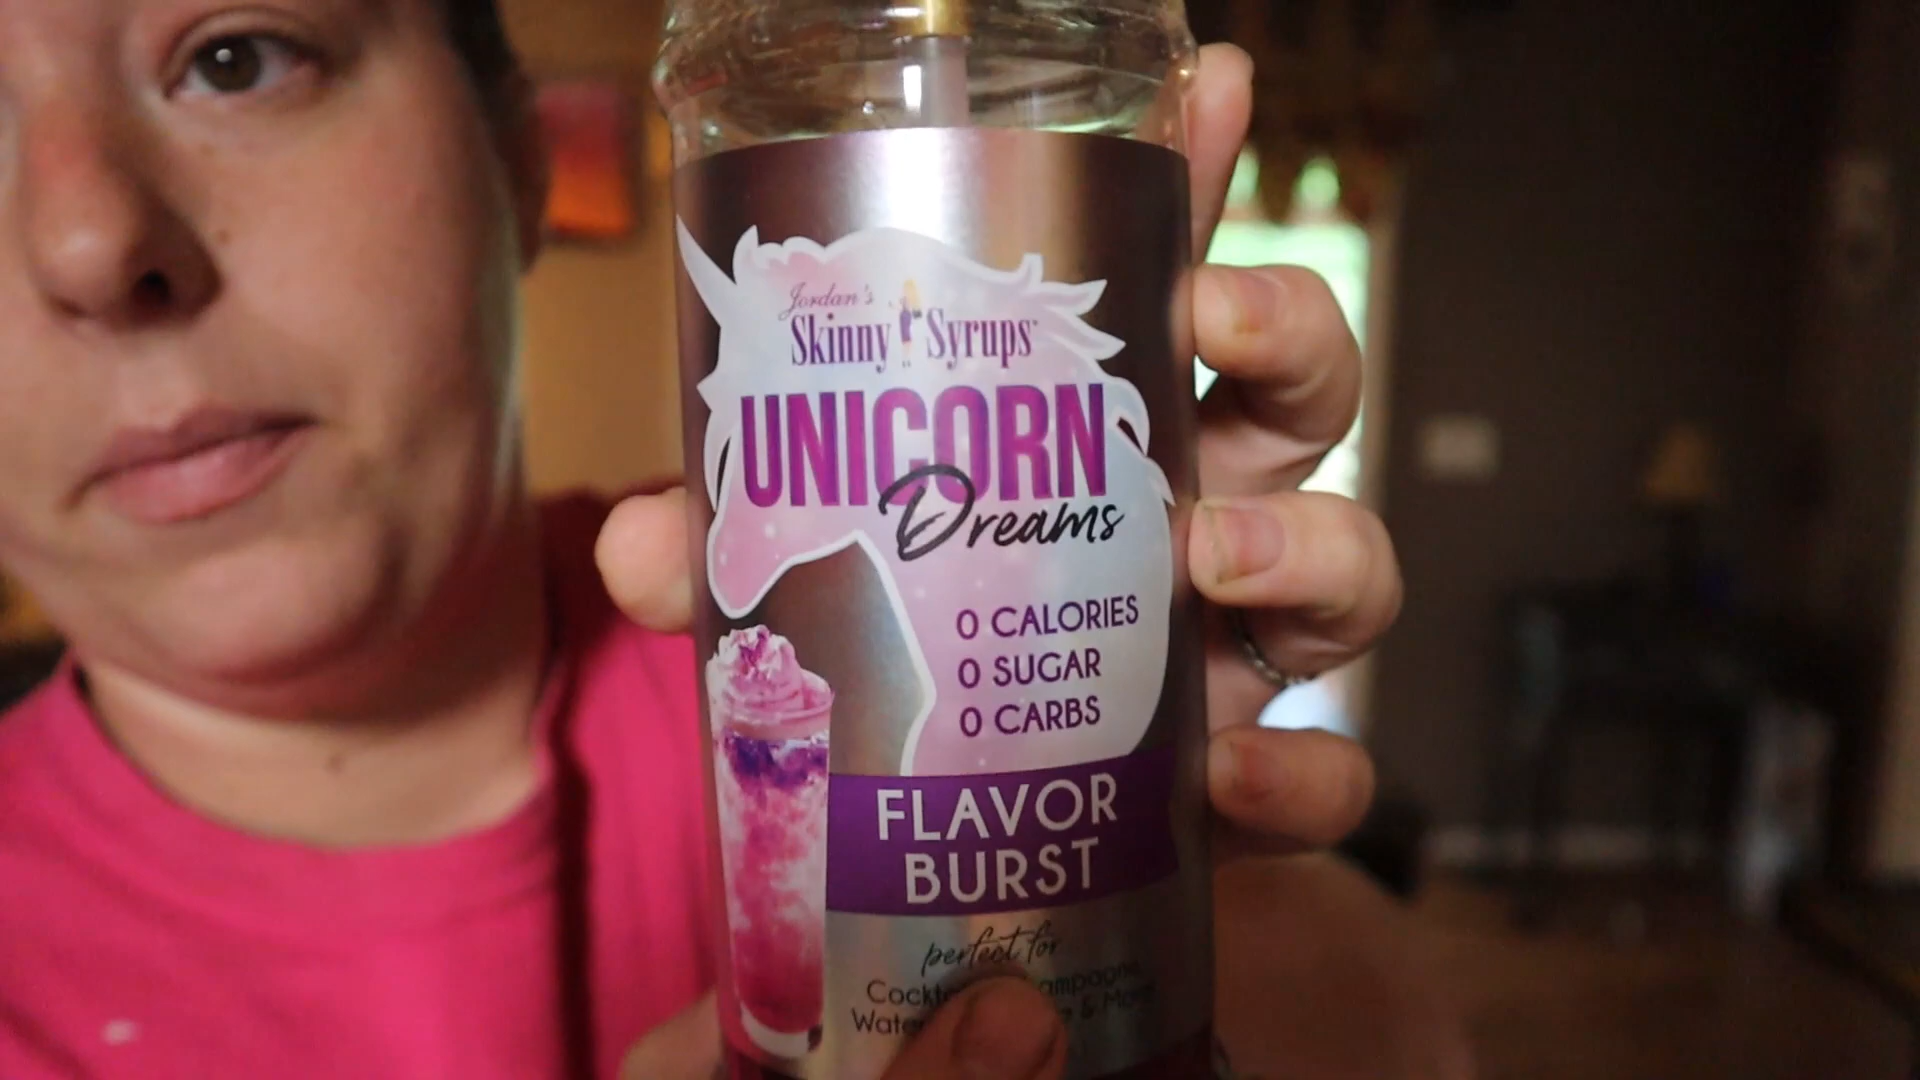 Jordan's
Skinny Syrups
UNICORN
Dreams
0 CALORIES
0 SUGAR
0 CARBS
FLAVOR
BURST
perfect for
&